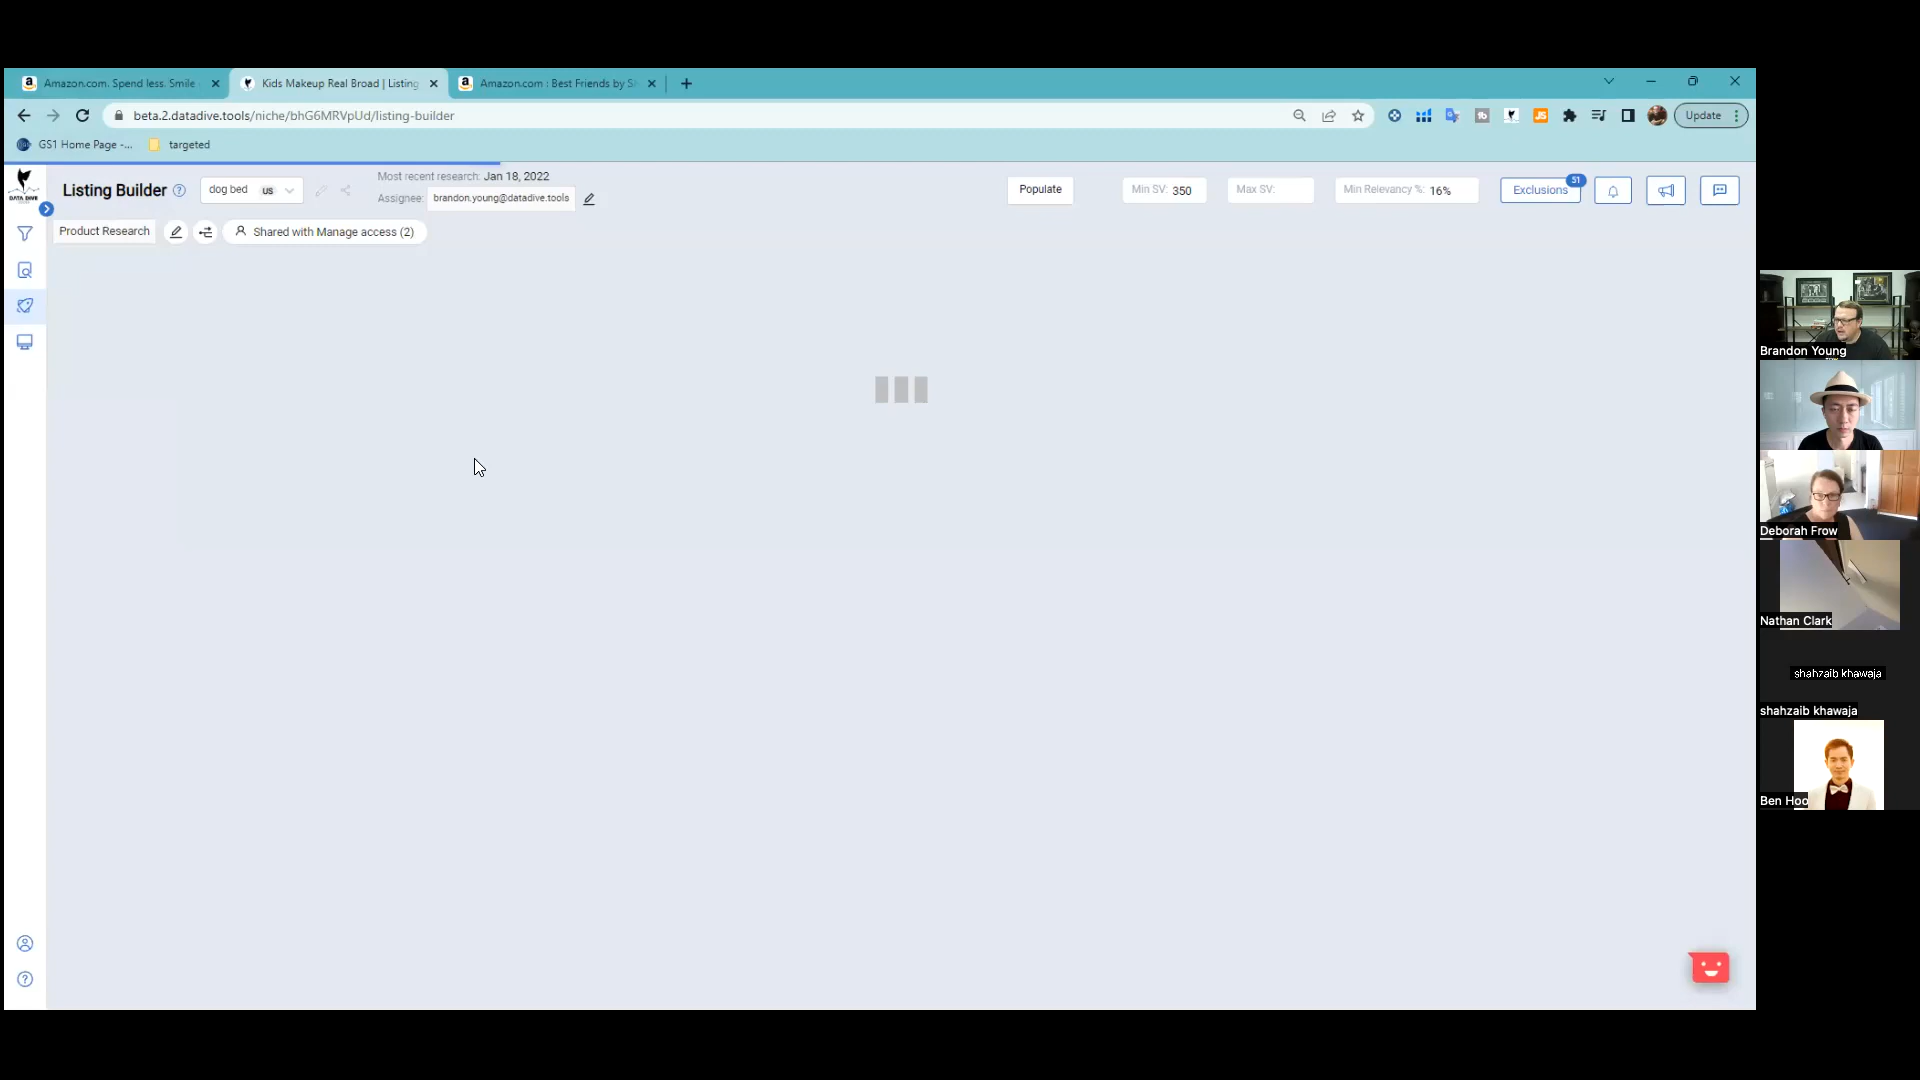 Amazon.com. Spend less. Smile
Kids Makeup Real Broad | Listing
Amazon.com : Best Friends by S
beta.2.datadive.tools/niche/bhG6MRVpUd/listing-builder
Update
GS1 Home Page -...
targeted
DATA DIVE
Listing Builder
dog bed US
Most recent research: Jan 18, 2022
Assignee: brandon.young@datadive.tools
Populate
Min SV: 350
Max SV:
Min Relevancy %: 16%
Exclusions
51
Product Research
Shared with Manage access (2)
Brandon Young
Deborah Frow
Nathan Clark
shahzaib khawaja
shahzaib khawaja
Ben Hoo